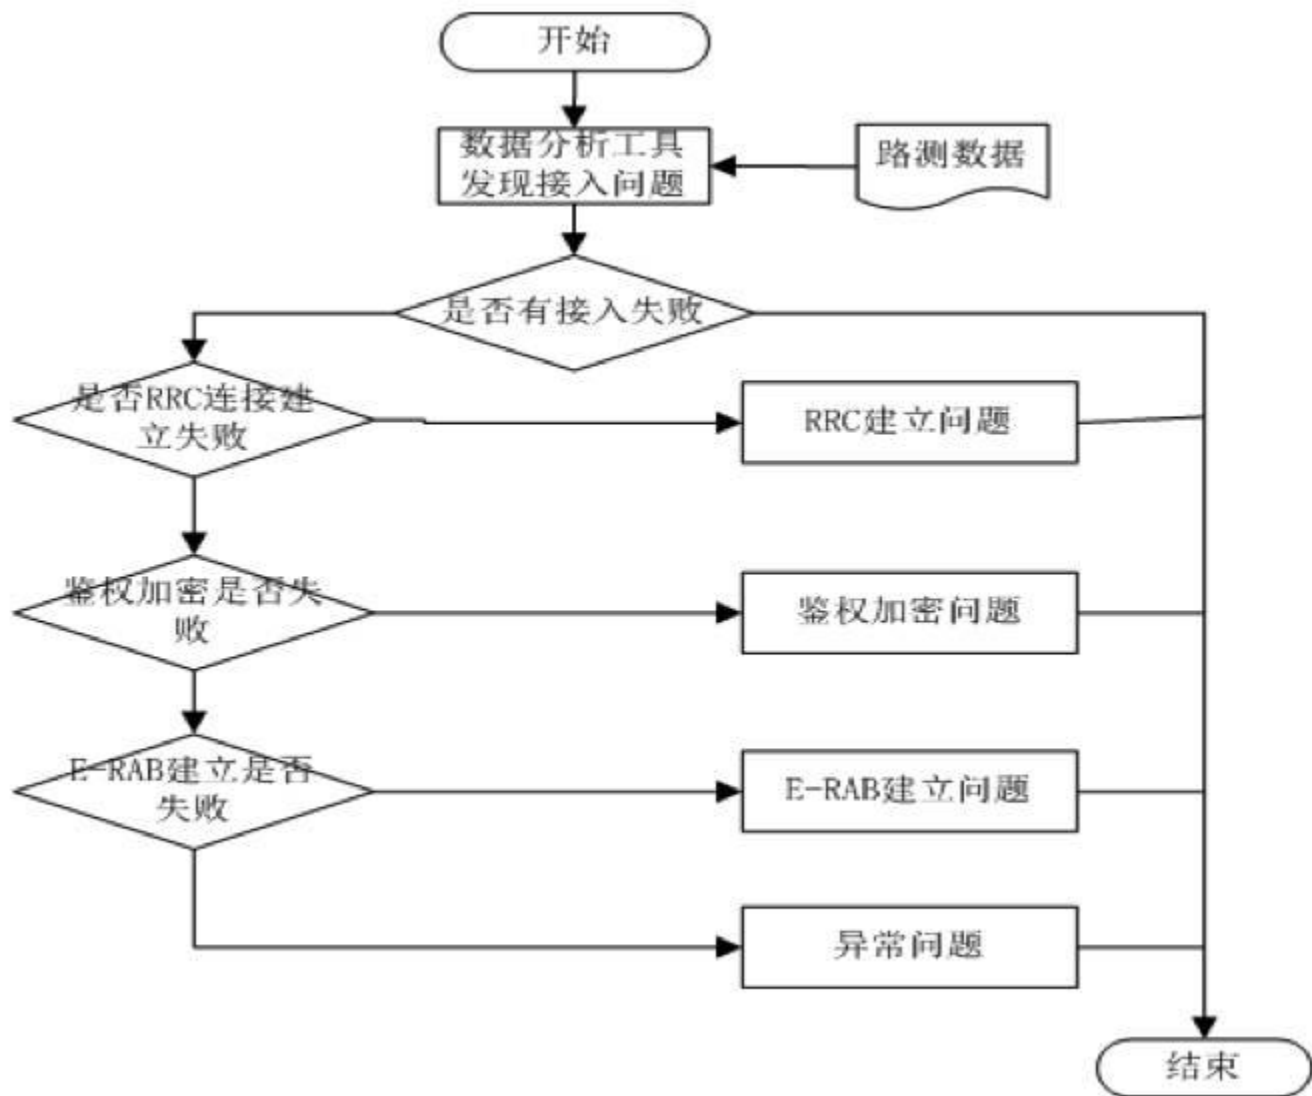 开始
数据分析工具
发现接入问题
路测数据
是否有接入失败
是否RRC连接建
立失败
RRC建立问题
鉴权加密是否失
败
鉴权加密问题
E-RAB建立是否
失败
E-RAB建立问题
异常问题
结束